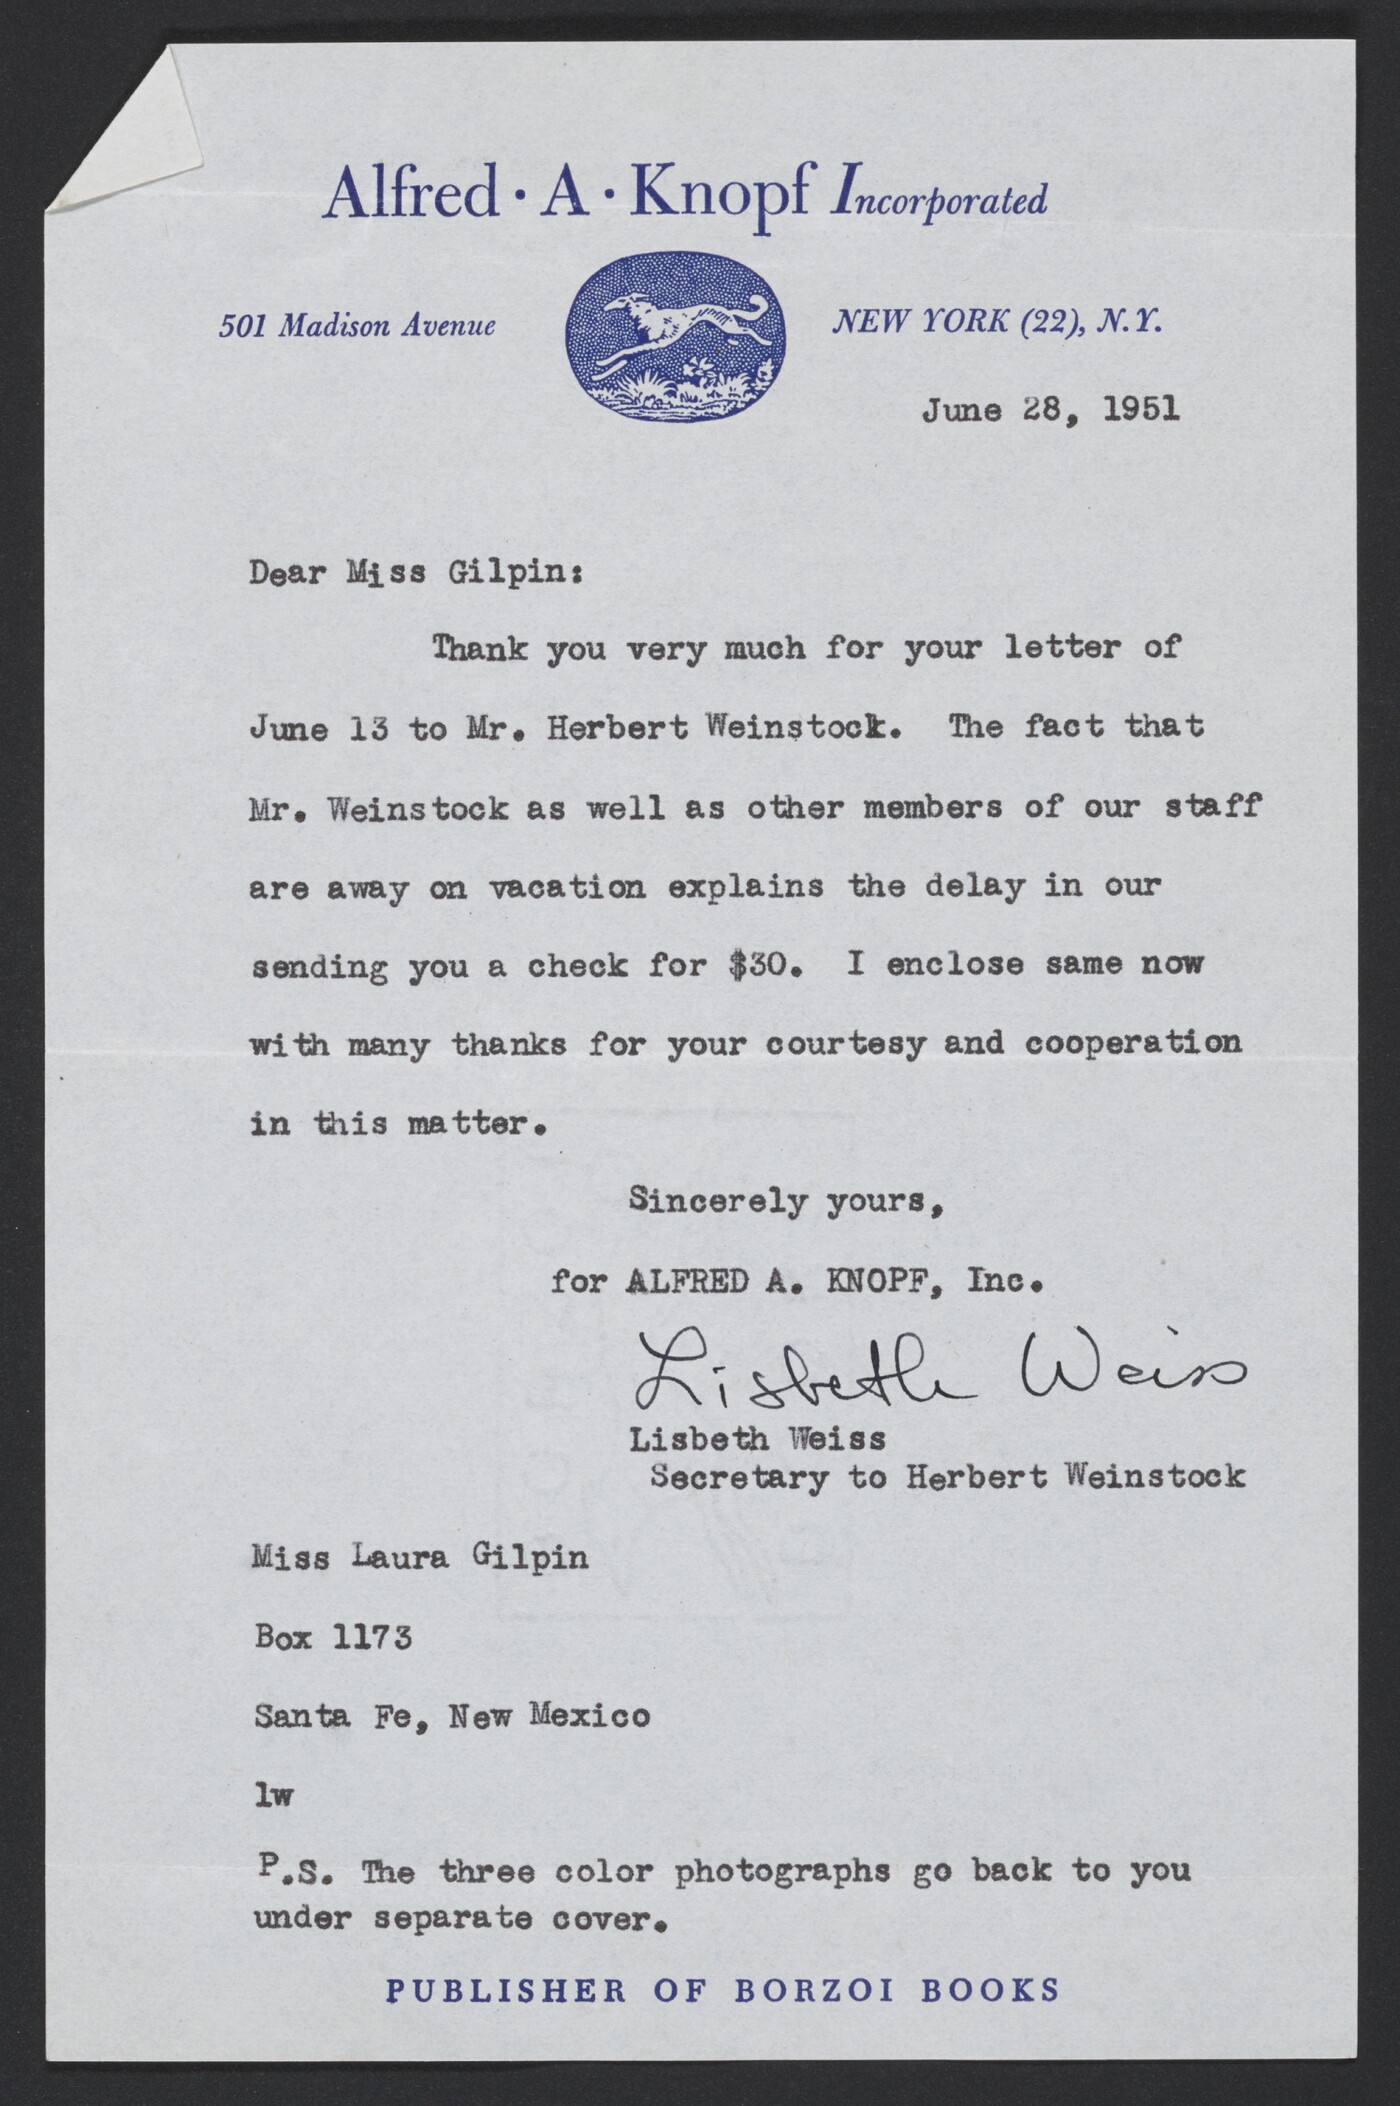 Alfred · A · Knopf Incorporated
501 Madison Avenue
NEW YORK (22), N.Y.
June 28, 1951
Dear Miss Gilpin:
Thank you very much for your letter of
June 13 to Mr. Herbert Weinstock. The fact that
Mr. Weinstock as well as other members of our staff
are away on vacation explains the delay in our
sending you a check for $30. I enclose same now
with many thanks for your courtesy and cooperation
in this matter.
Sincerely yours,
for ALFRED A. KNOPF, Inc.
Lisbeth Weiss
Lisbeth Weiss
Secretary to Herbert Weinstock
Miss Laura Gilpin
Box 1173
Santa Fe, New Mexico
lw
P.S. The three color photographs go back to you
under separate cover.
PUBLISHER OF BORZOI BOOKS